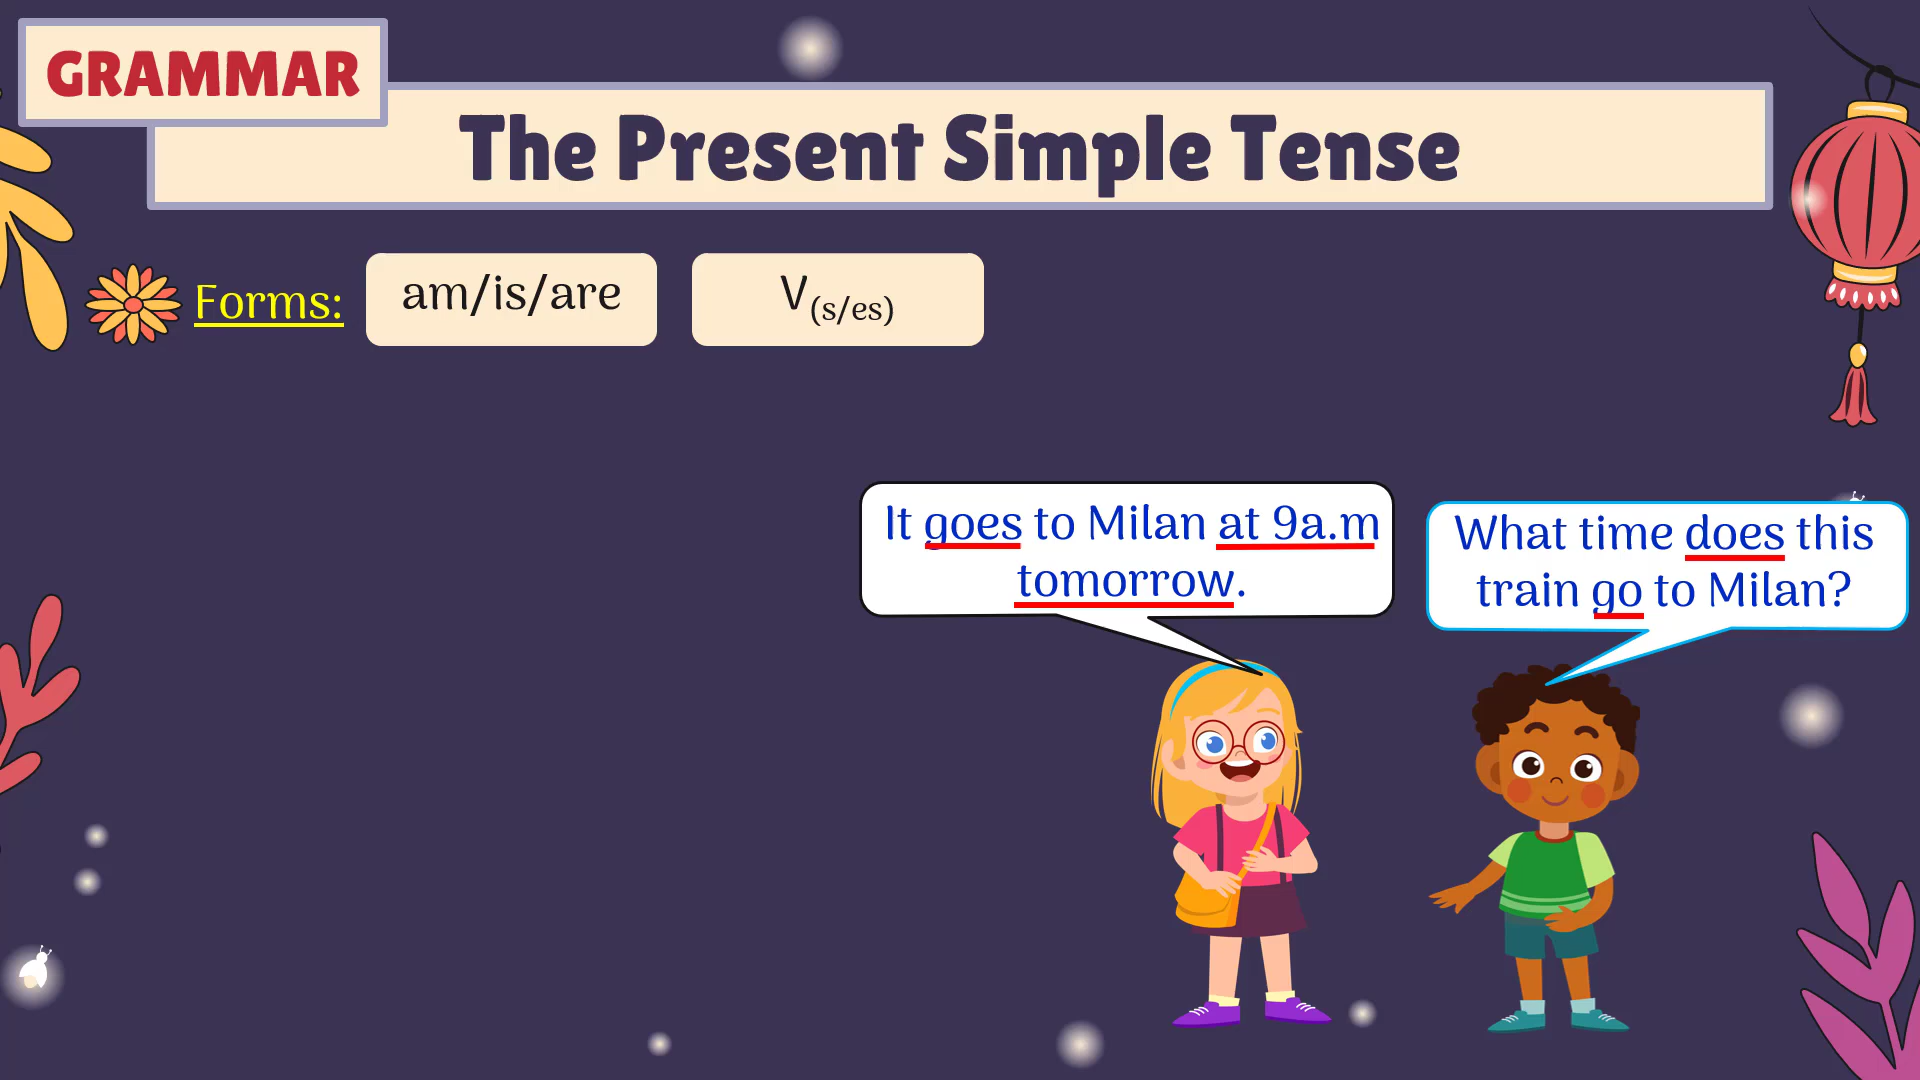 GRAMMAR
The Present Simple Tense
Forms:
am/is/are
V(s/es)
It goes to Milan at 9a.m
tomorrow.
What time does this
train go to Milan?